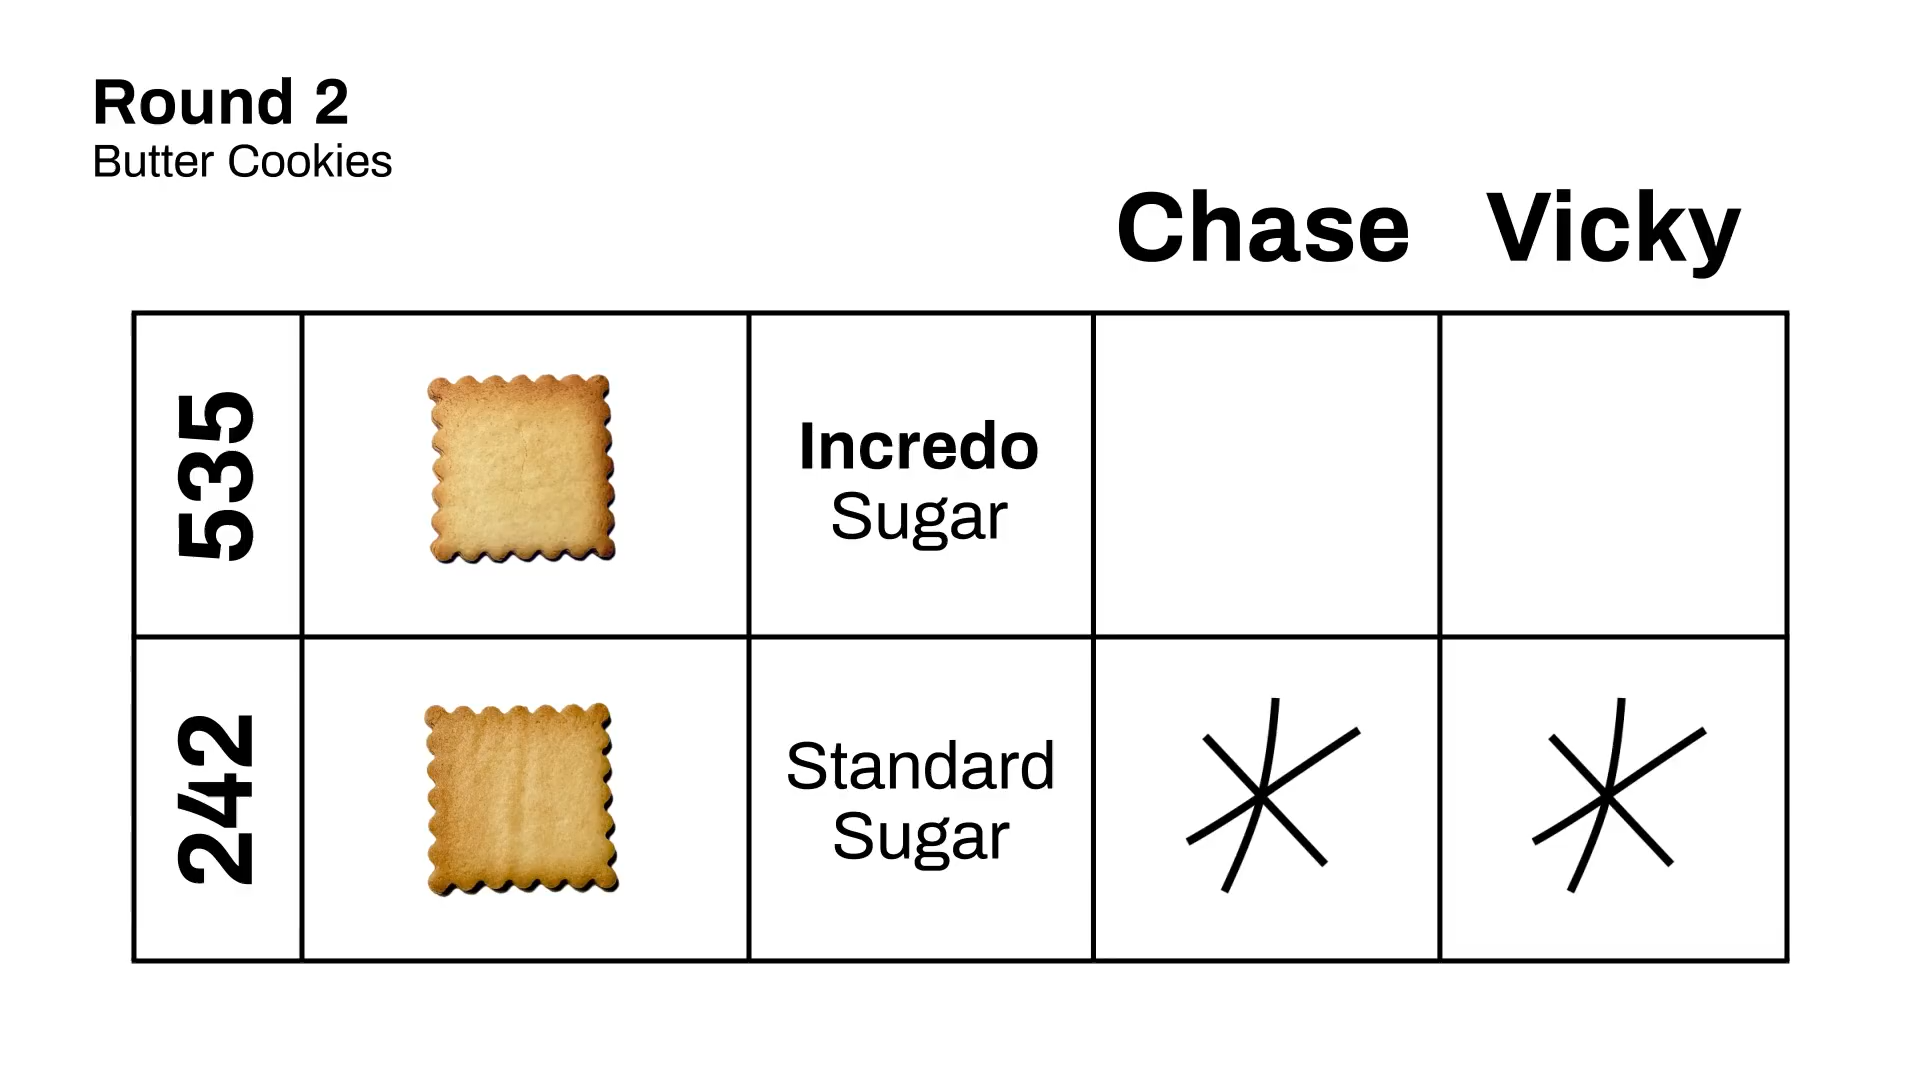 Round 2
Butter Cookies
Chase Vicky
535
Incredo
Sugar
242
Standard
Sugar